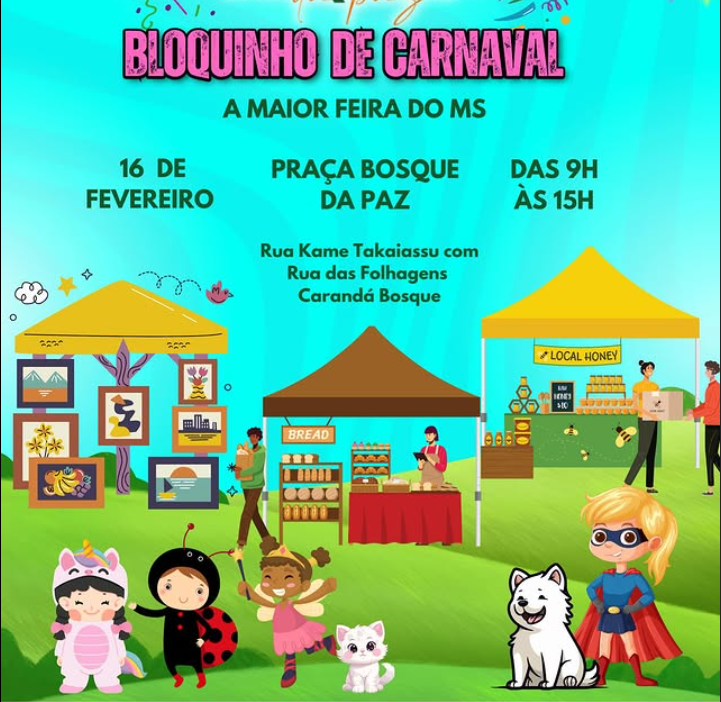 BLOQUINHO DE CARNAVAL
A MAIOR FEIRA DO MS
16 DE
FEVEREIRO
PRAÇA BOSQUE
DA PAZ
DAS 9H
ÀS 15H
Rua Kame Takaiassu com
Rua das Folhagens
Carandá Bosque
LOCAL HONEY
BREAD